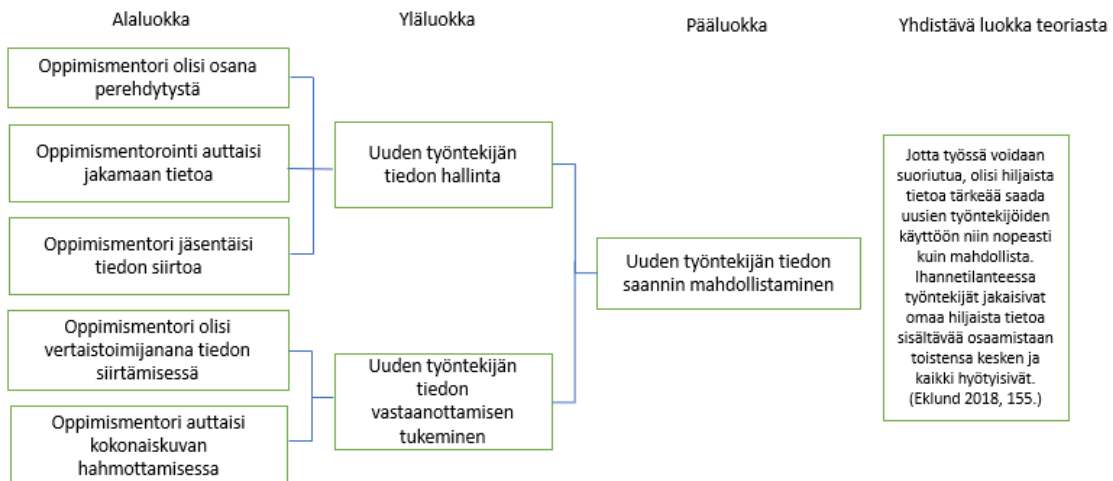 Alaluokka
Yläluokka
Pääluokka
Yhdistävä luokka teoriasta
Oppimismentori olisi osana
perehdytystä
Oppimismentorointi auttaisi
jakamaan tietoa
Oppimismentori jäsentäisi
tiedon siirtoa
Oppimismentori olisi
vertaistoimijanana tiedon
siirtämisessä
Oppimismentori auttaisi
kokonaiskuvan
hahmottamisessa
Uuden työntekijän
tiedon hallinta
Uuden työntekijän
tiedon
vastaanottamisen
tukeminen
Uuden työntekijän tiedon
saannin mahdollistaminen
Jotta työssä voidaan
suoriutua, olisi hiljaista
tietoa tärkeää saada
uusien työntekijöiden
käyttöön niin nopeasti
kuin mahdollista.
Ihannetilanteessa
työntekijät jakaisivat
omaa hiljaista tietoa
sisältävää osaamistaan
toistensa kesken ja
kaikki hyötyisivät.
(Eklund 2018, 155.)